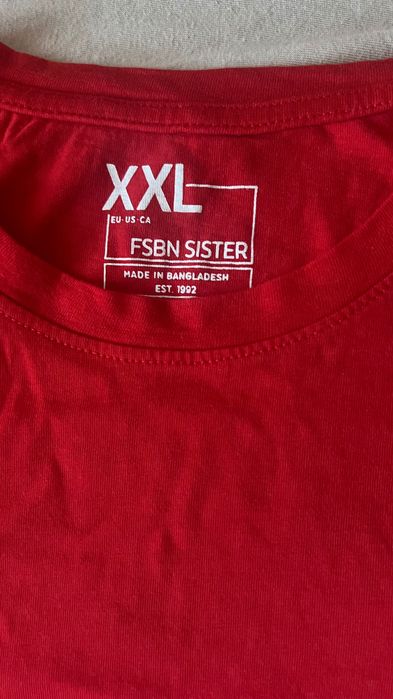 XXL
EU·US·CA
FSBN SISTER
MADE IN BANGLADESH
EST. 1992